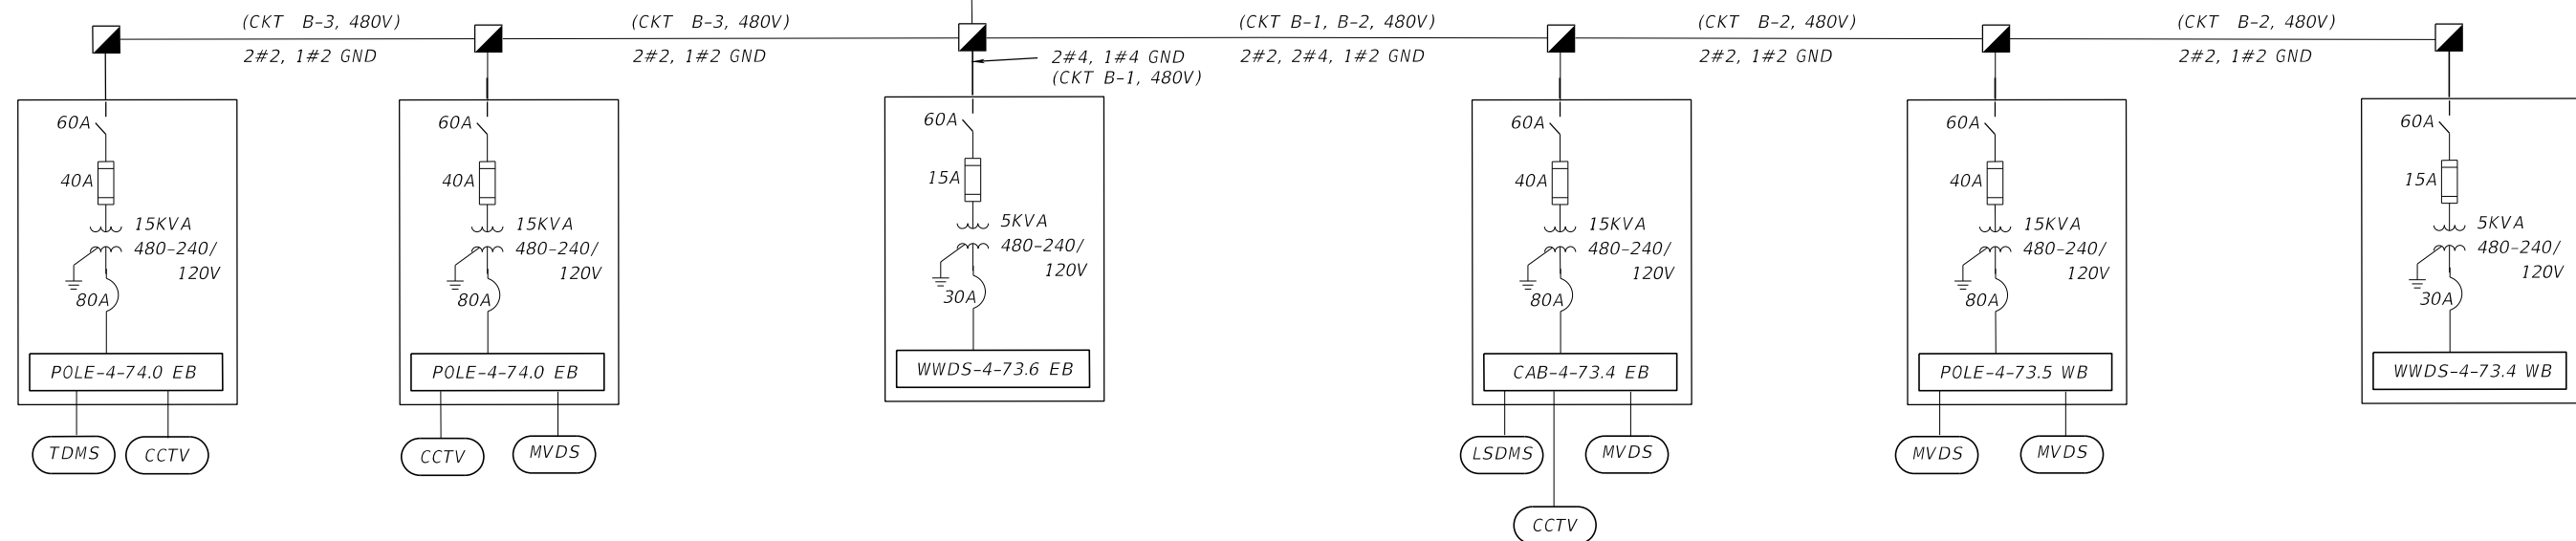 (CKT B-3, 480V)
2#2, 1#2 GND
(CKT B-3, 480V)
2#2, 1#2 GND
2#4, 1#4 GND
(CKT B-1, 480V)
(CKT B-1, B-2, 480V)
2#2, 2#4, 1#2 GND
(CKT B-2, 480V)
2#2, 1#2 GND
(CKT B-2, 480V)
2#2, 1#2 GND
60A
40A
15KVA
480-240/
120V
80A
POLE-4-74.0 EB
TDMS
CCTV
60A
40A
15KVA
480-240/
120V
80A
POLE-4-74.0 EB
CCTV
MVDS
60A
15A
5KVA
480-240/
120V
30A
WWDS-4-73.6 EB
60A
40A
15KVA
480-240/
120V
80A
CAB-4-73.4 EB
LSDMS
MVDS
CCTV
60A
40A
15KVA
480-240/
120V
80A
POLE-4-73.5 WB
MVDS
MVDS
60A
15A
5KVA
480-240/
120V
30A
WWDS-4-73.4 WB